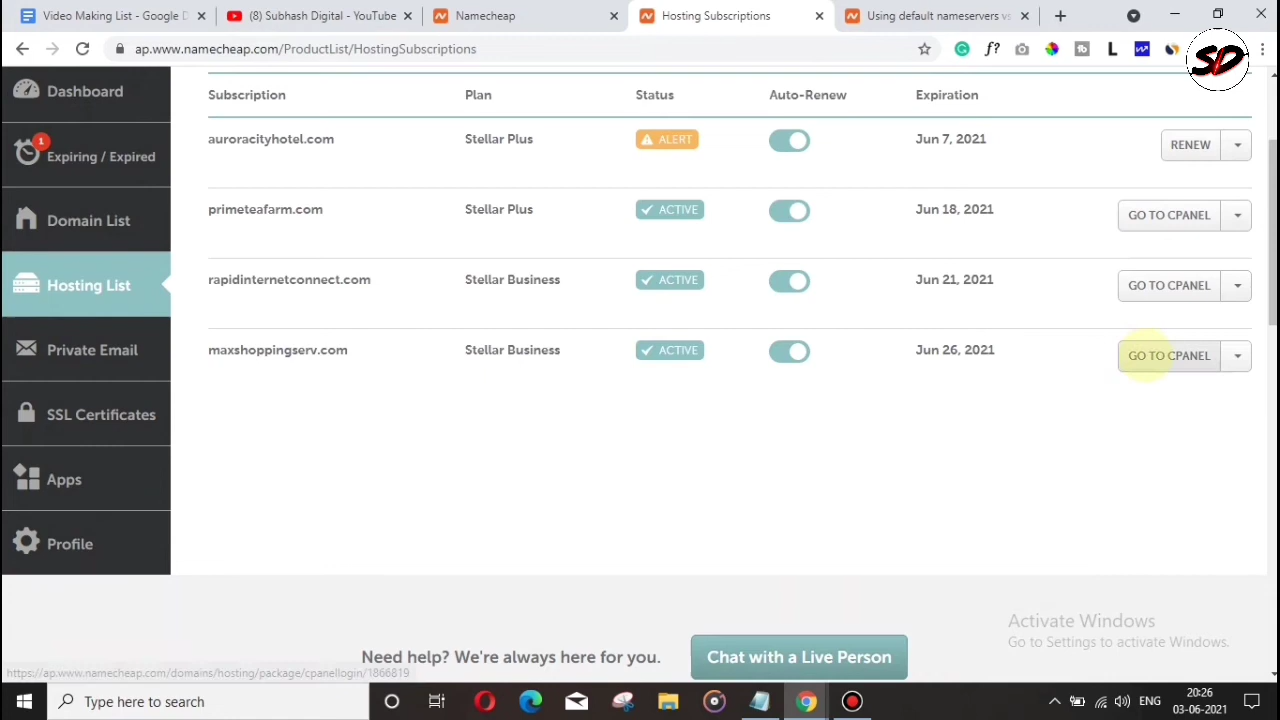 Video Making List - Google D
(8) Subhash Digital - YouTube
Namecheap
Hosting Subscriptions
Using default nameservers vs
ap.www.namecheap.com/ProductList/HostingSubscriptions
f?
L
SD
Dashboard
1
Expiring / Expired
Domain List
Hosting List
Private Email
SSL Certificates
Apps
Profile
Subscription Plan Status Auto-Renew Expiration
auroracityhotel.com Stellar Plus ALERT Jun 7, 2021 RENEW
primeteafarm.com Stellar Plus ACTIVE Jun 18, 2021 GO TO CPANEL
rapidinternetconnect.com Stellar Business ACTIVE Jun 21, 2021 GO TO CPANEL
maxshoppingserv.com Stellar Business ACTIVE Jun 26, 2021 GO TO CPANEL
Activate Windows
Go to Settings to activate Windows.
Need help? We're always here for you. Chat with a Live Person
https://ap.www.namecheap.com/domains/hosting/package/cpanellogin/1866819
Type here to search
ENG
20:26
03-06-2021